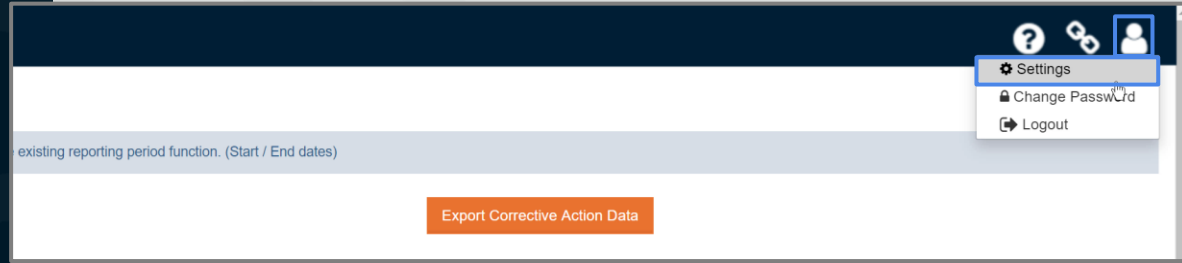 Settings
Change Password
Logout
existing reporting period function. (Start / End dates)
Export Corrective Action Data